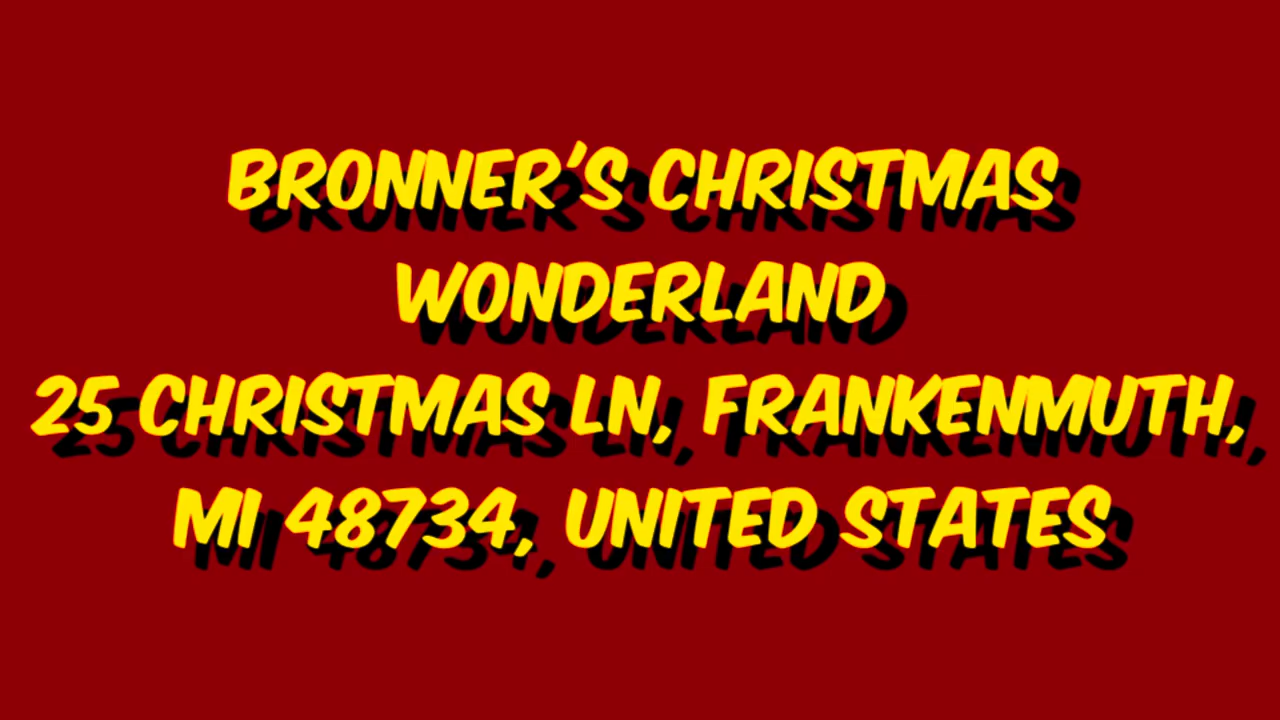 BRONNER'S CHRISTMAS
WONDERLAND
25 CHRISTMAS LN, FRANKENMUTH,
MI 48734, UNITED STATES